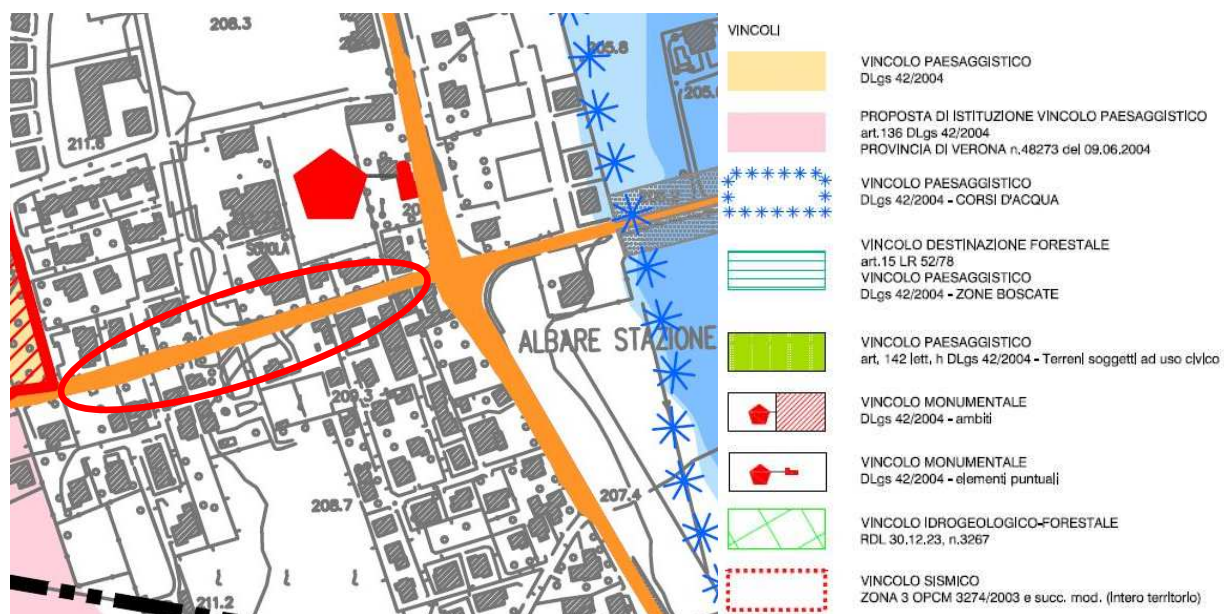 208.3
205.8
205.
211.6
SCUOLA
ALBARE STAZIONE
209.3
208.7
207.4
211.2
VINCOLI
VINCOLO PAESAGGISTICO
DLgs 42/2004
PROPOSTA DI ISTITUZIONE VINCOLO PAESAGGISTICO
art.136 DLgs 42/2004
PROVINCIA DI VERONA n.48273 del 09.06.2004
VINCOLO PAESAGGISTICO
DLgs 42/2004 - CORSI D'ACQUA
VINCOLO DESTINAZIONE FORESTALE
art.15 LR 52/78
VINCOLO PAESAGGISTICO
DLgs 42/2004 - ZONE BOSCATE
VINCOLO PAESAGGISTICO
art. 142 lett. h DLgs 42/2004 - Terreni soggetti ad uso civico
VINCOLO MONUMENTALE
DLgs 42/2004 - ambiti
VINCOLO MONUMENTALE
DLgs 42/2004 - elementi puntuali
VINCOLO IDROGEOLOGICO-FORESTALE
RDL 30.12.23, n.3267
VINCOLO SISMICO
ZONA 3 OPCM 3274/2003 e succ. mod. (Intero territorio)